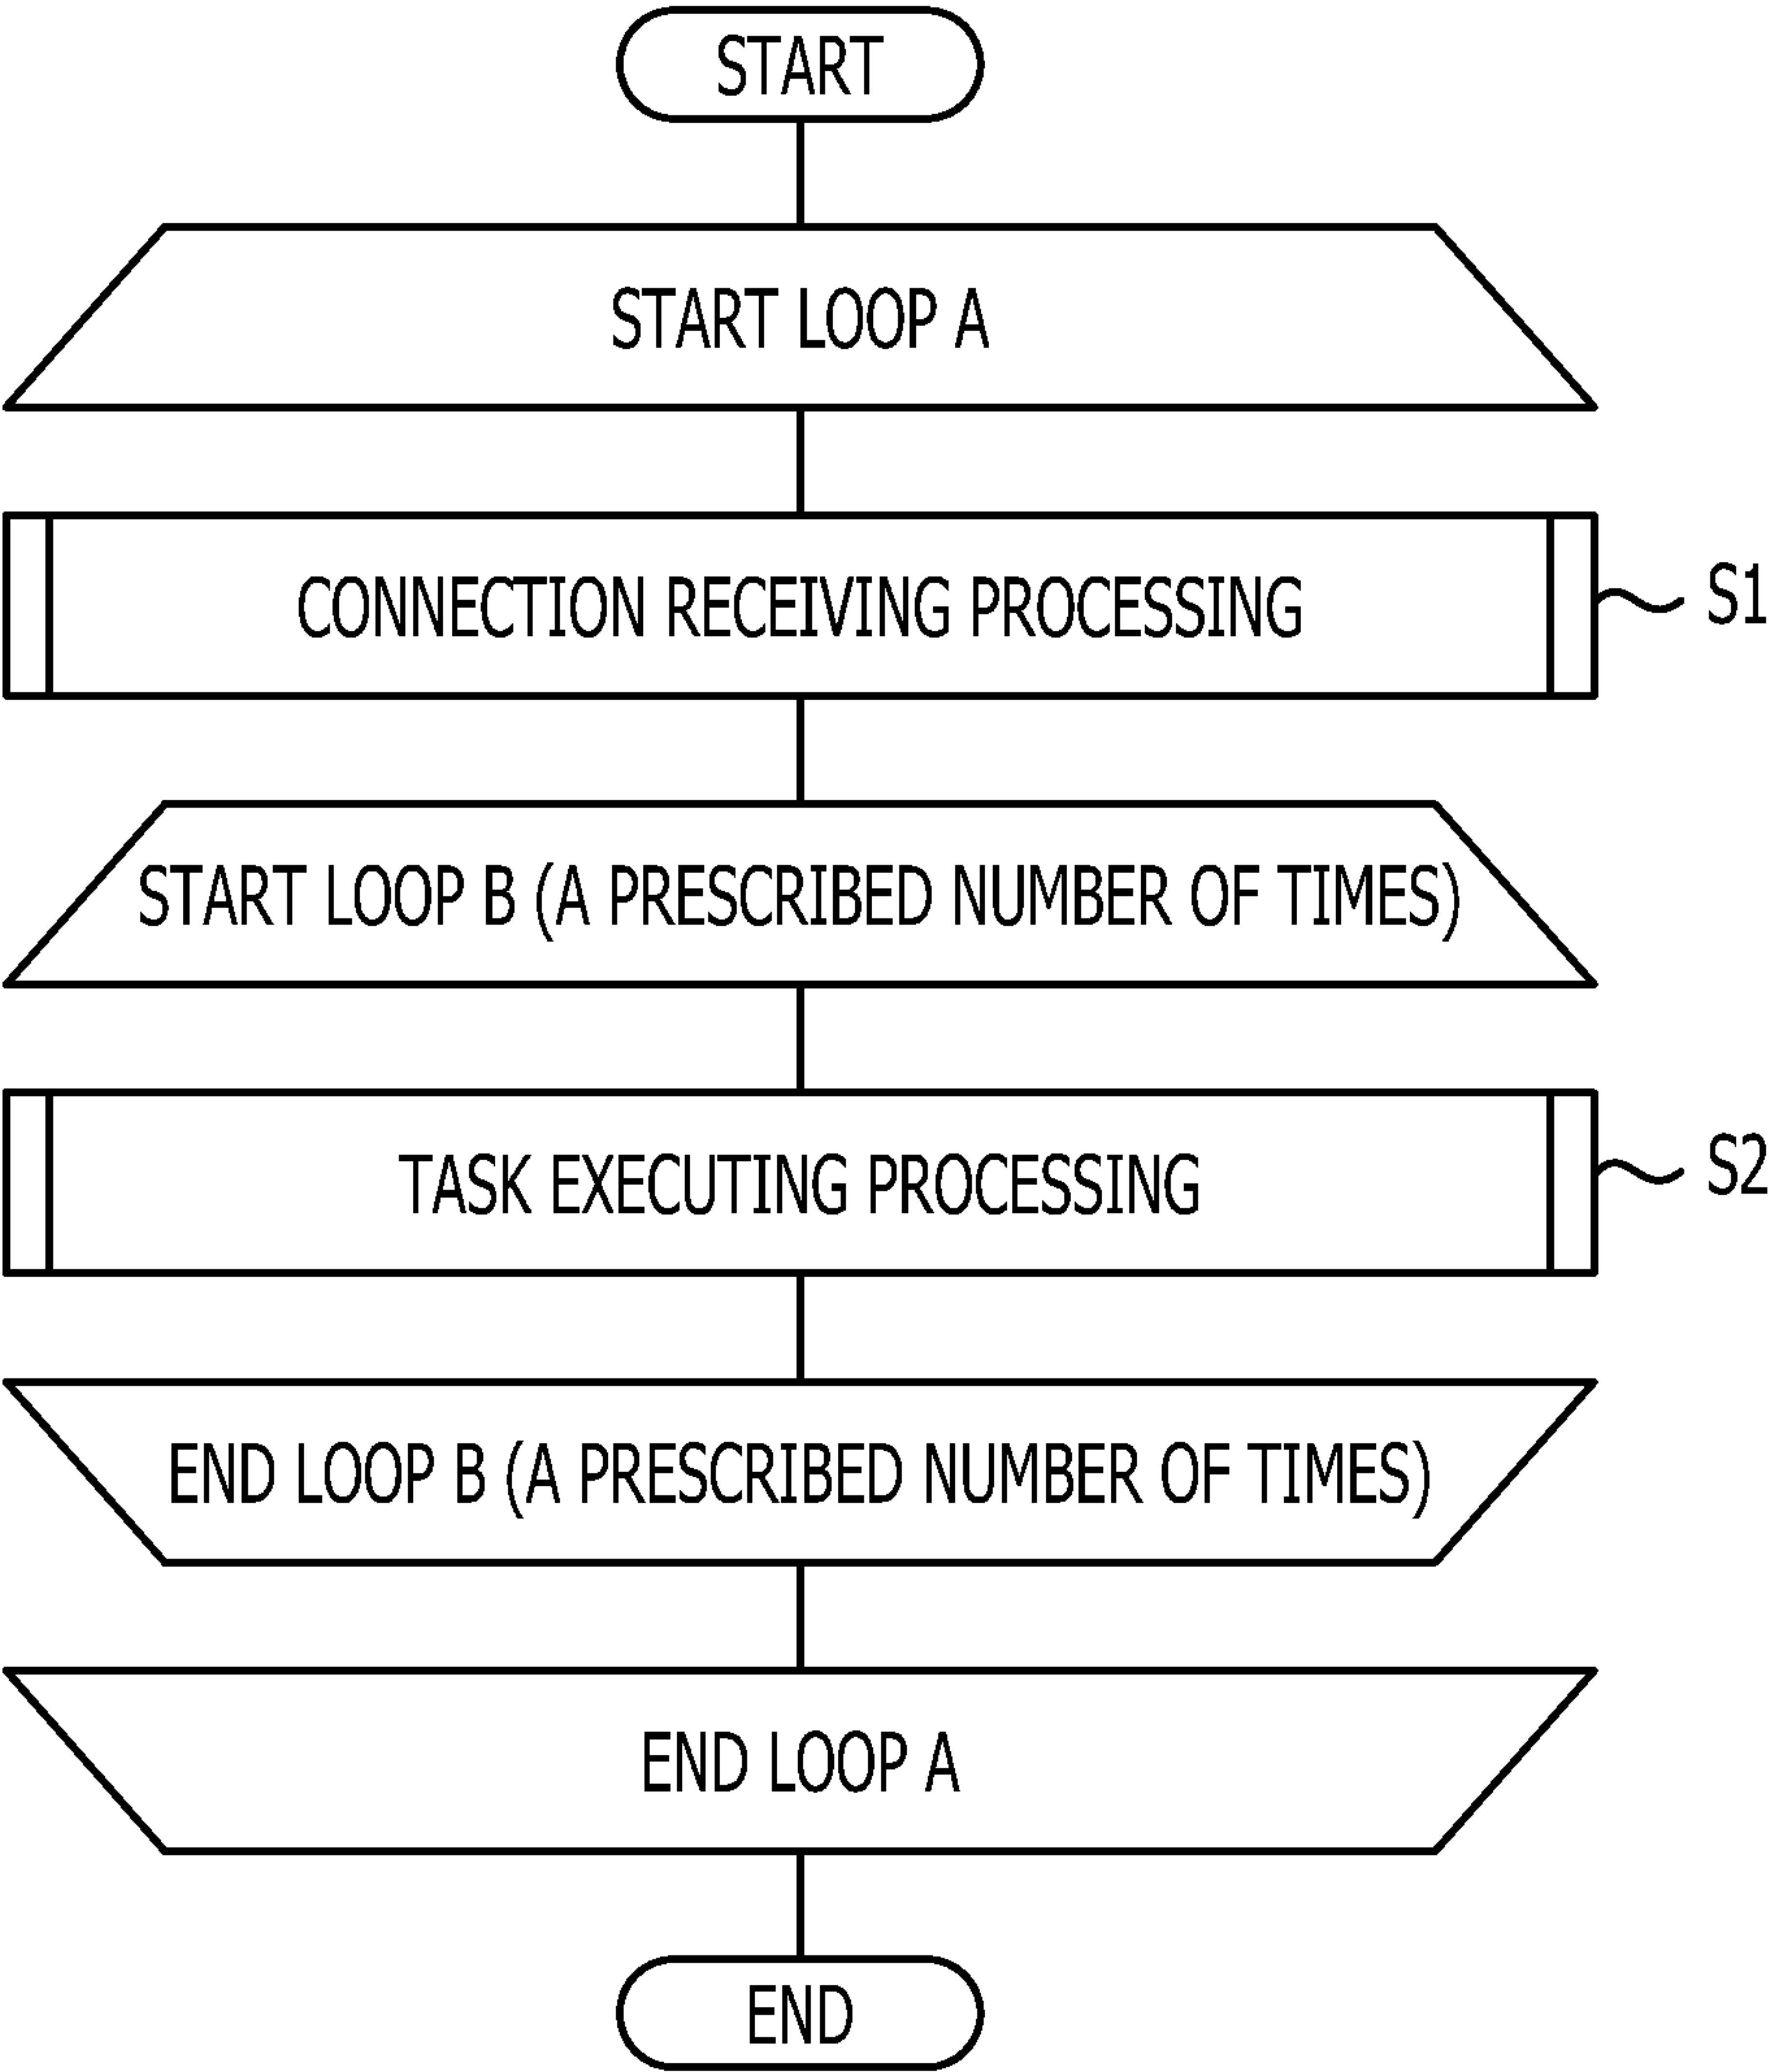 START
START LOOP A
CONNECTION RECEIVING PROCESSING
S1
START LOOP B (A PRESCRIBED NUMBER OF TIMES)
TASK EXECUTING PROCESSING
S2
END LOOP B (A PRESCRIBED NUMBER OF TIMES)
END LOOP A
END